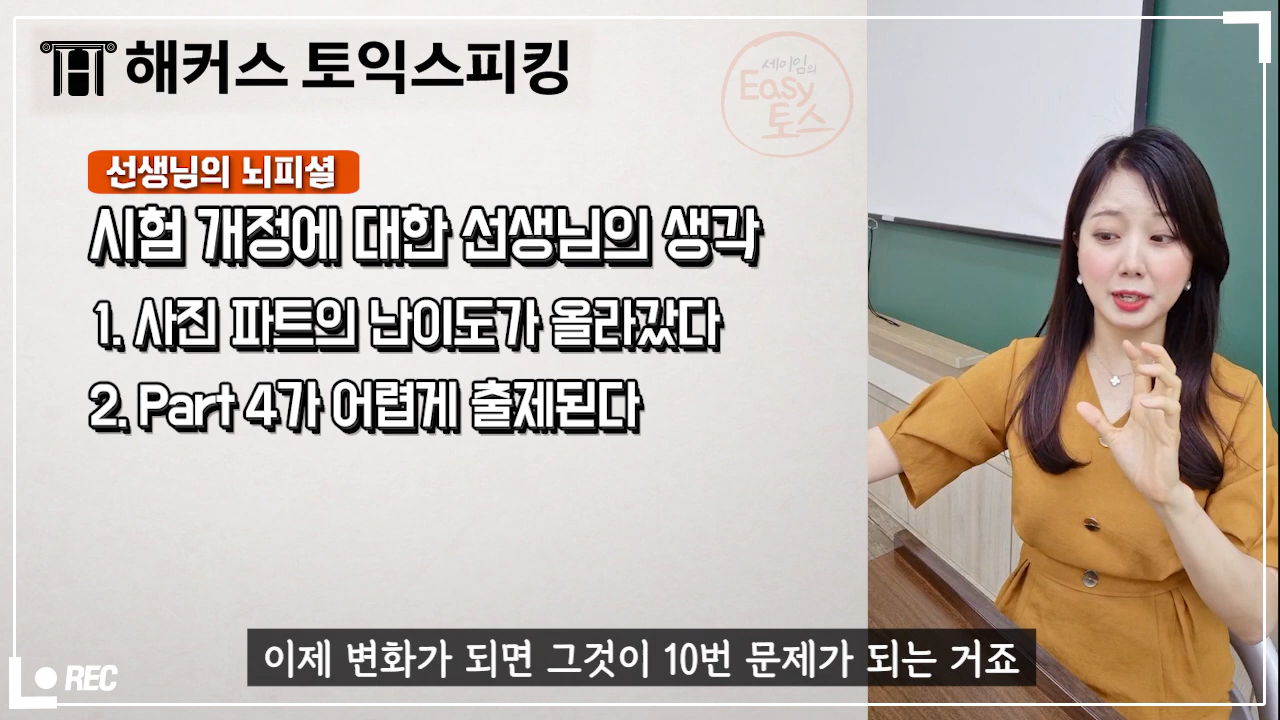 해커스 토익스피킹
세이임의
Easy
토스
선생님의 뇌피셜
시험 개정에 대한 선생님의 생각
1. 사진 파트의 난이도가 올라갔다
2. Part 4가 어렵게 출제된다
이제 변화가 되면 그것이 10번 문제가 되는 거죠
REC